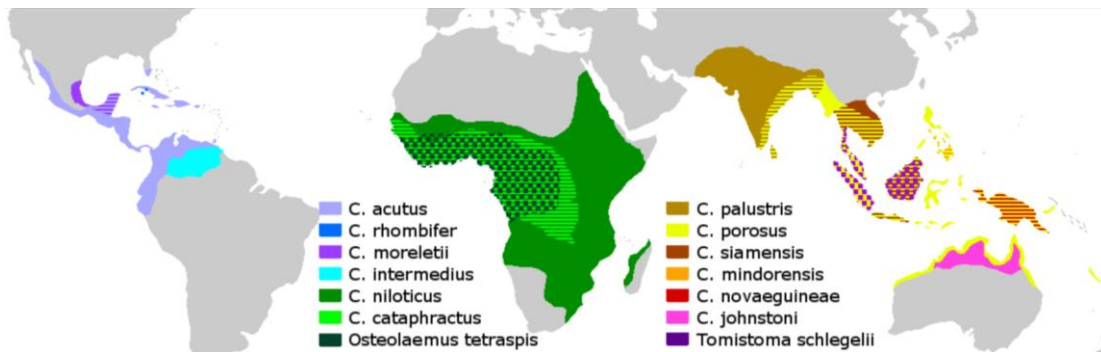 C. acutus
C. rhombifer
C. moreletii
C. intermedius
C. niloticus
C. cataphractus
Osteolaemus tetraspis
C. palustris
C. porosus
C. siamensis
C. mindorensis
C. novaeguineae
C. johnstoni
Tomistoma schlegelii